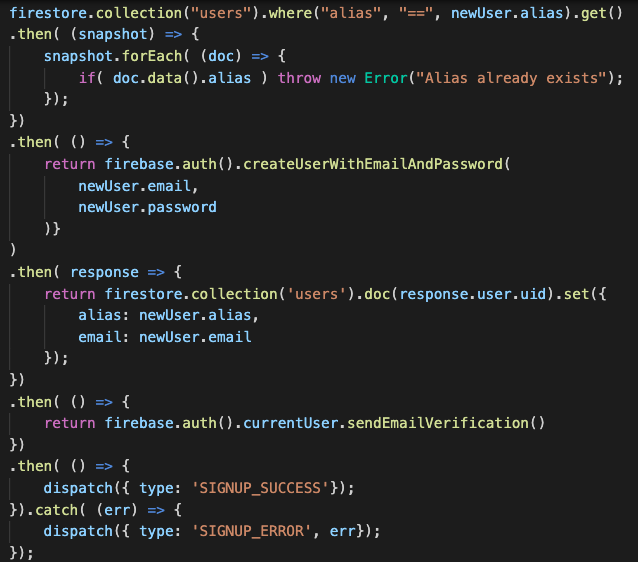 firestore.collection("users").where("alias", "==", newUser.alias).get()
.then( (snapshot) => {
    snapshot.forEach( (doc) => {
        if( doc.data().alias ) throw new Error("Alias already exists");
    });
})
.then( () => {
    return firebase.auth().createUserWithEmailAndPassword(
        newUser.email,
        newUser.password
    )}
)
.then( response => {
    return firestore.collection('users').doc(response.user.uid).set({
        alias: newUser.alias,
        email: newUser.email
    });
})
.then( () => {
    return firebase.auth().currentUser.sendEmailVerification()
})
.then( () => {
    dispatch({ type: 'SIGNUP_SUCCESS'});
}).catch( (err) => {
    dispatch({ type: 'SIGNUP_ERROR', err});
});